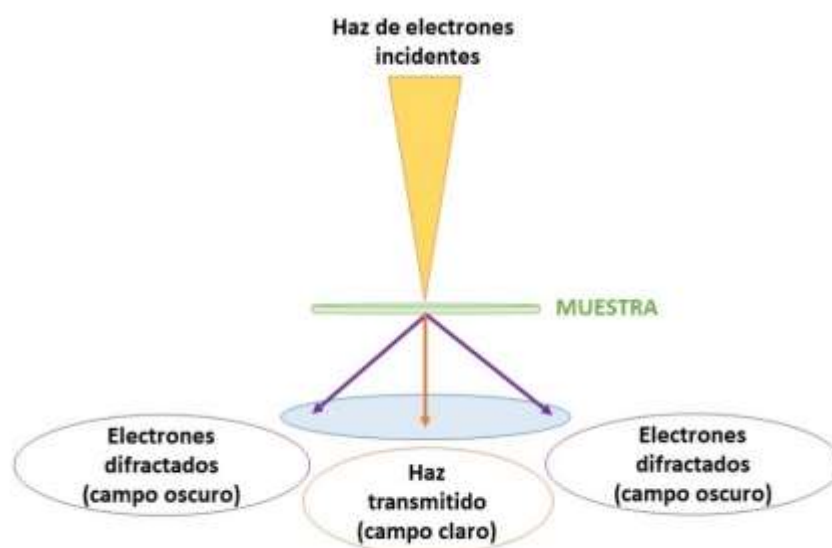 Haz de electrones
incidentes
MUESTRA
Electrones
difractados
(campo oscuro)
Haz
transmitido
(campo claro)
Electrones
difractados
(campo oscuro)